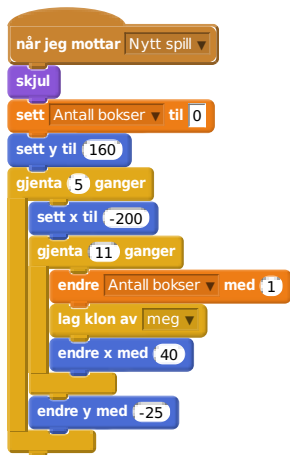 når jeg mottar Nytt spill
skjul
sett Antall bokser til 0
sett y til 160
gjenta 5 ganger
sett x til -200
gjenta 11 ganger
endre Antall bokser med 1
lag klon av meg
endre x med 40
endre y med -25